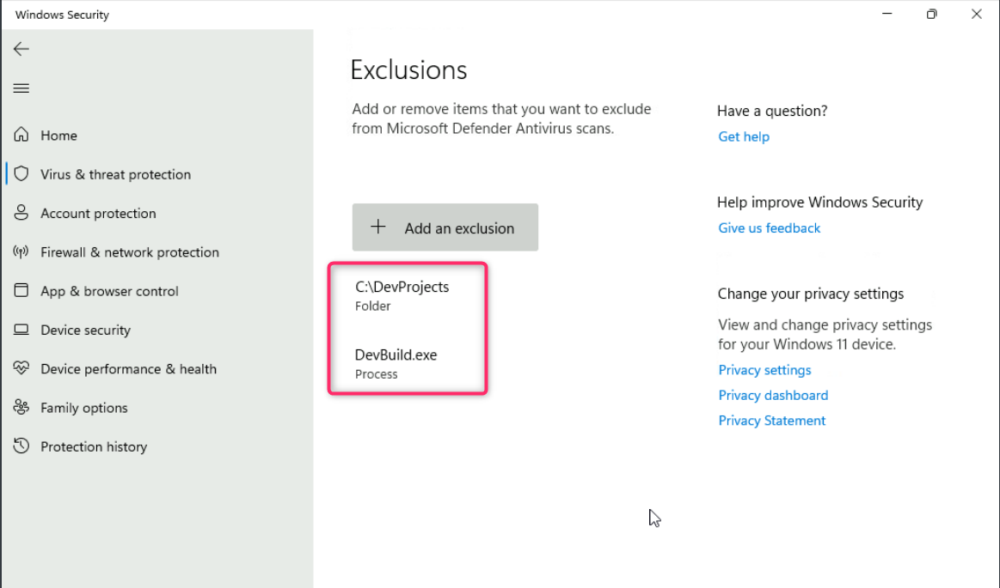 Windows Security
Home
Virus & threat protection
Account protection
Firewall & network protection
App & browser control
Device security
Device performance & health
Family options
Protection history
Exclusions
Add or remove items that you want to exclude
from Microsoft Defender Antivirus scans.
Add an exclusion
C:\DevProjects
Folder
DevBuild.exe
Process
Have a question?
Get help
Help improve Windows Security
Give us feedback
Change your privacy settings
View and change privacy settings
for your Windows 11 device.
Privacy settings
Privacy dashboard
Privacy Statement